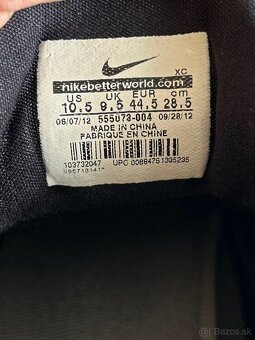 XC
nikebetterworld.com
US UK EUR cm
10.5 9.5 44.5 28.5
06/07/12 555073-004 09/28/12
MADE IN CHINA
FABRIQUE EN CHINE
103732047 UPC 00884751335235
bazos.sk